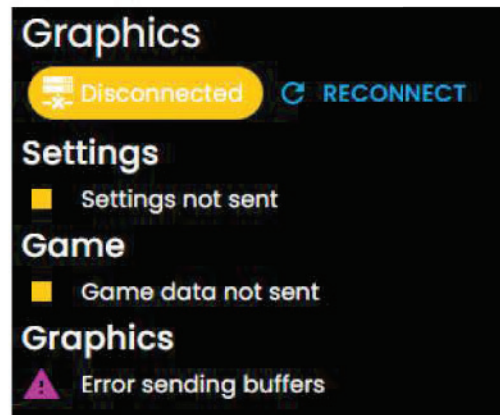 Graphics
Disconnected RECONNECT
Settings
Settings not sent
Game
Game data not sent
Graphics
Error sending buffers